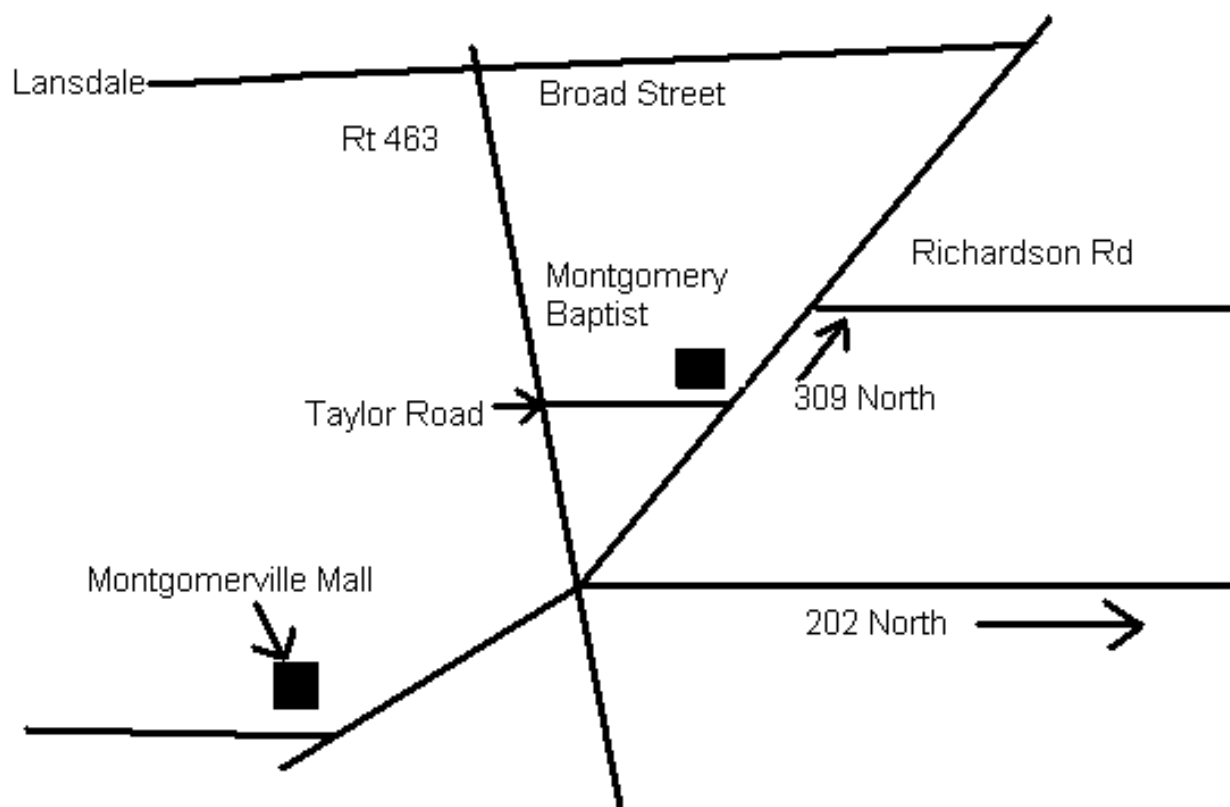 Lansdale
Broad Street
Rt 463
Richardson Rd
Montgomery
Baptist
309 North
Taylor Road
Montgomerville Mall
202 North